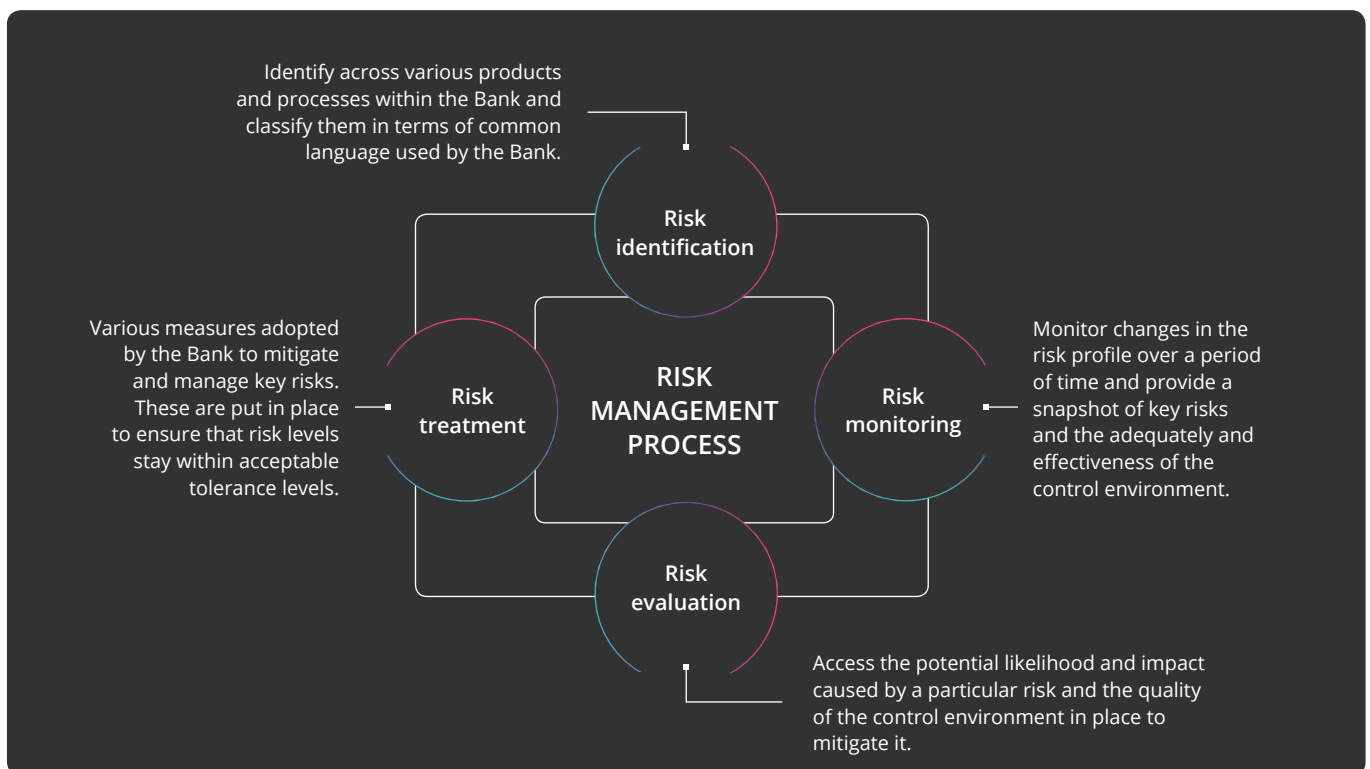 Identify across various products
and processes within the Bank and
classify them in terms of common
language used by the Bank.
Risk
identification
Various measures adopted
by the Bank to mitigate
and manage key risks.
These are put in place
to ensure that risk levels
stay within acceptable
tolerance levels.
Risk
treatment
RISK
MANAGEMENT
PROCESS
Risk
monitoring
Monitor changes in the
risk profile over a period
of time and provide a
snapshot of key risks
and the adequately and
effectiveness of the
control environment.
Risk
evaluation
Access the potential likelihood and impact
caused by a particular risk and the quality
of the control environment in place to
mitigate it.